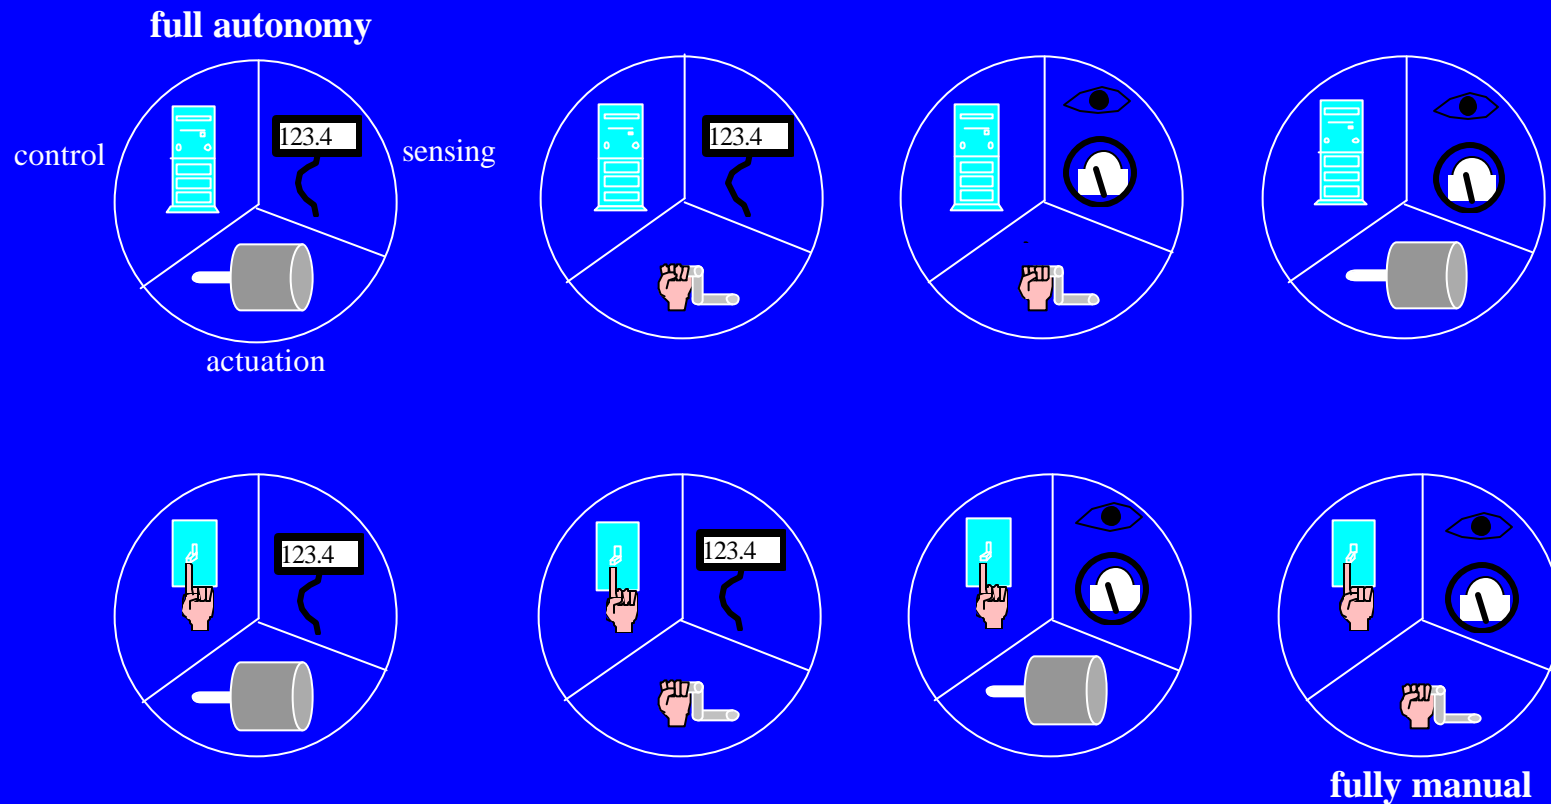 full autonomy
123.4
123.4
control
sensing
actuation
123.4
123.4
fully manual